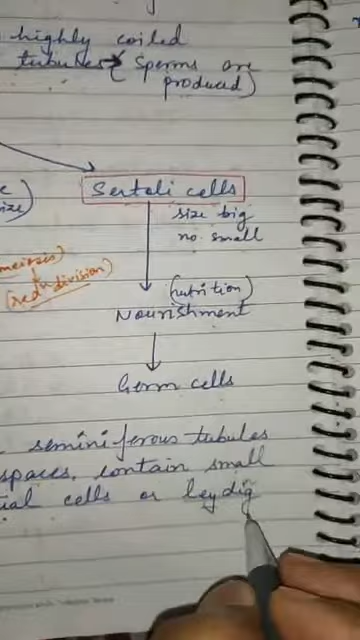 highly coiled
tubules → (sperms are
produced)
Sertoli cells
size)
size big
no. small
meiosis)
(redn division)
(nutrition)
Nourishment
Germ cells
seminiferous tubules
spaces, contain small
cells or leydig